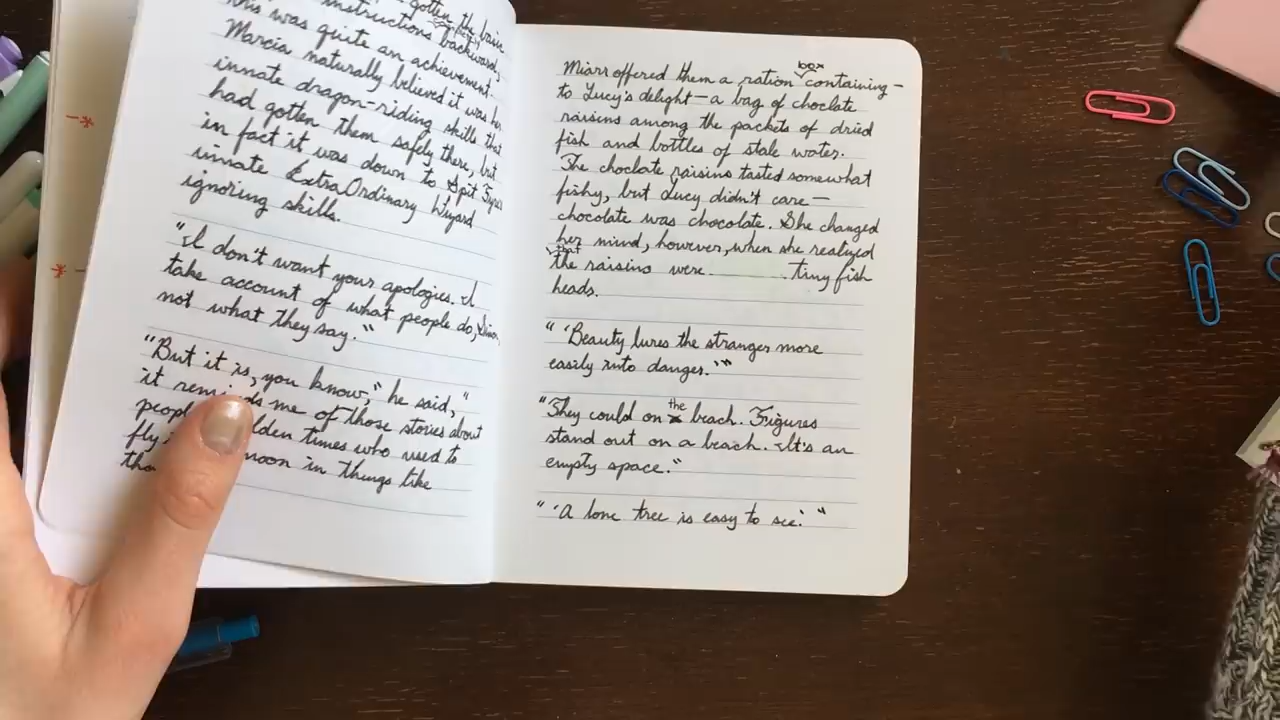 gotten the
instructions backward,
this was quite an achievement.
Marcia naturally believed it was her
innate dragon-riding skills that
had gotten them safely there, but
in fact it was down to Spit Fyre's
innate ExtraOrdinary Wizard
ignoring skills.
"I don't want your apologies. I
take account of what people do, Simon,
not what they say."
"But it is, you know," he said, "
it reminds me of those stories about
people lden times who used to
fly moon in things like
tha
Miarr offered them a ration box containing—
to Lucy's delight—a bag of choclate
raisins among the packets of dried
fish and bottles of stale water.
The choclate raisins tasted somewhat
fishy, but Lucy didn't care—
chocolate was chocolate. She changed
her mind, however, when she realized
that
the raisins were.........tiny fish
heads.
" 'Beauty lures the stranger more
easily into danger.'"
"They could on the beach. Figures
stand out on a beach. It's an
empty space."
" 'A lone tree is easy to see.' "